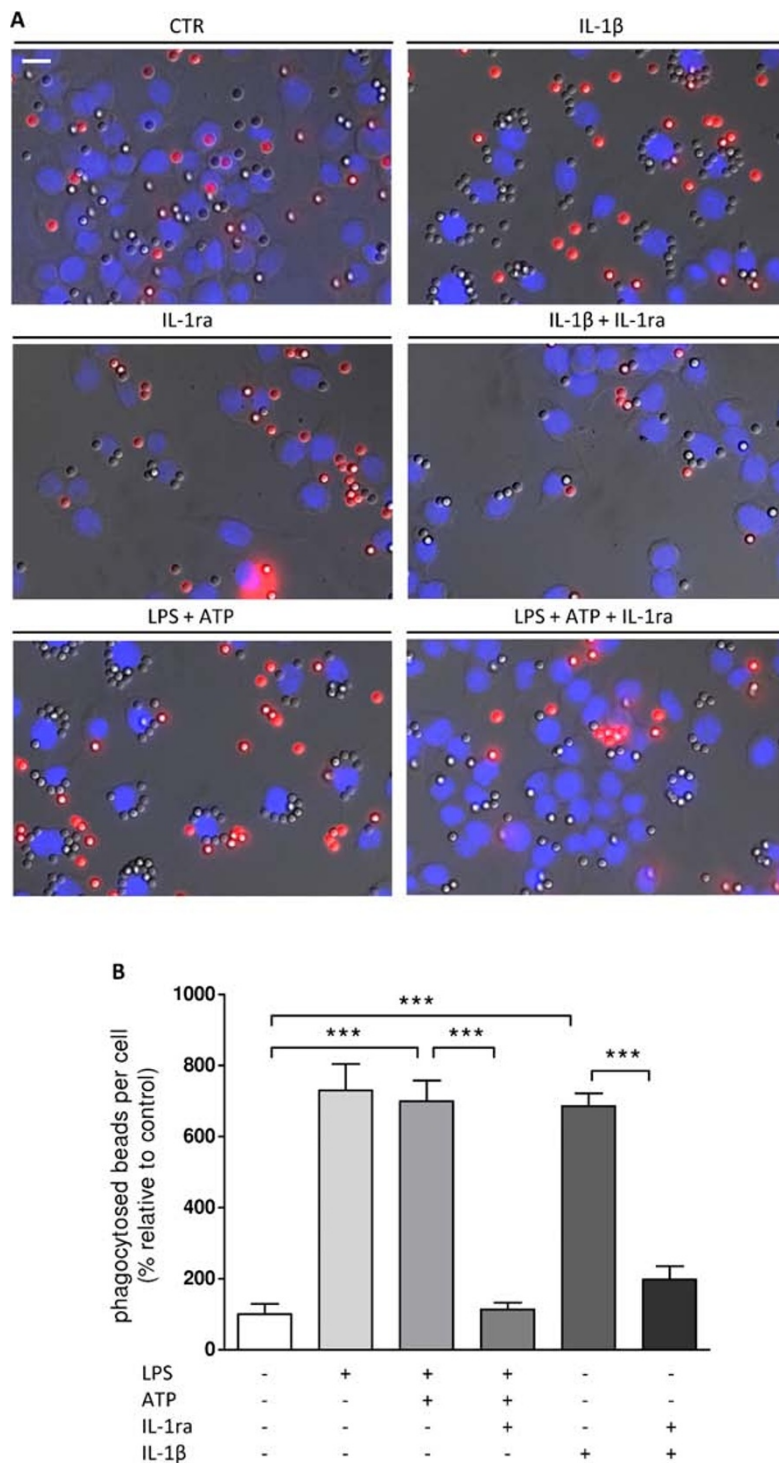 A
CTR
IL-1β
IL-1ra
IL-1β + IL-1ra
LPS + ATP
LPS + ATP + IL-1ra
B
phagocytosed beads per cell
(% relative to control)
1000
800
600
400
200
0
***
***
***
***
LPS - + + + - -
ATP - - + + - -
IL-1ra - - - + - +
IL-1β - - - - + +